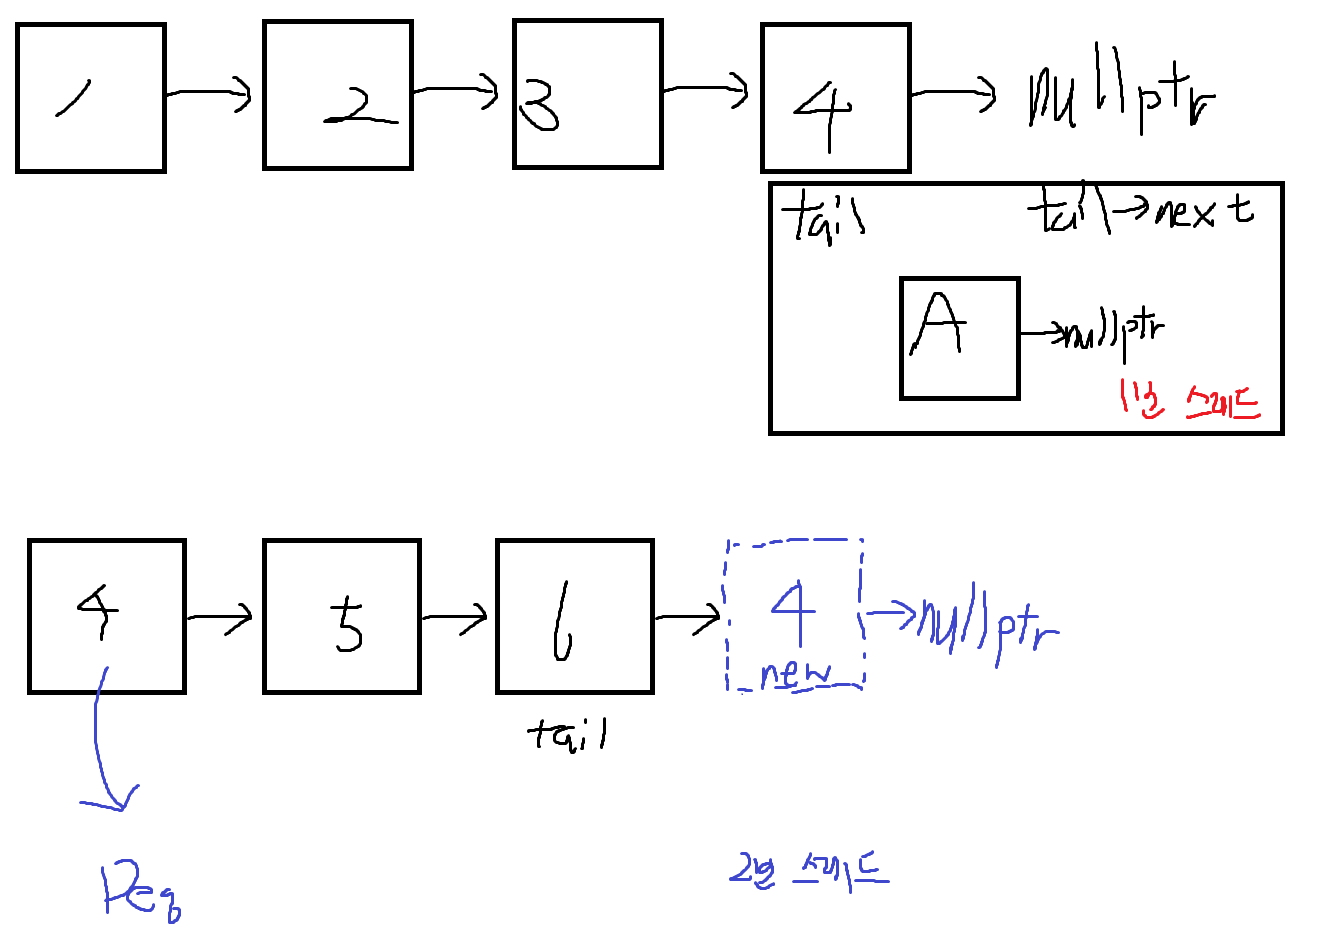 1 2 3 4 nullptr
tail tail→next
A nullptr
1번 스레드
4 5 6 4 nullptr
new
tail
Deq 2번 스레드